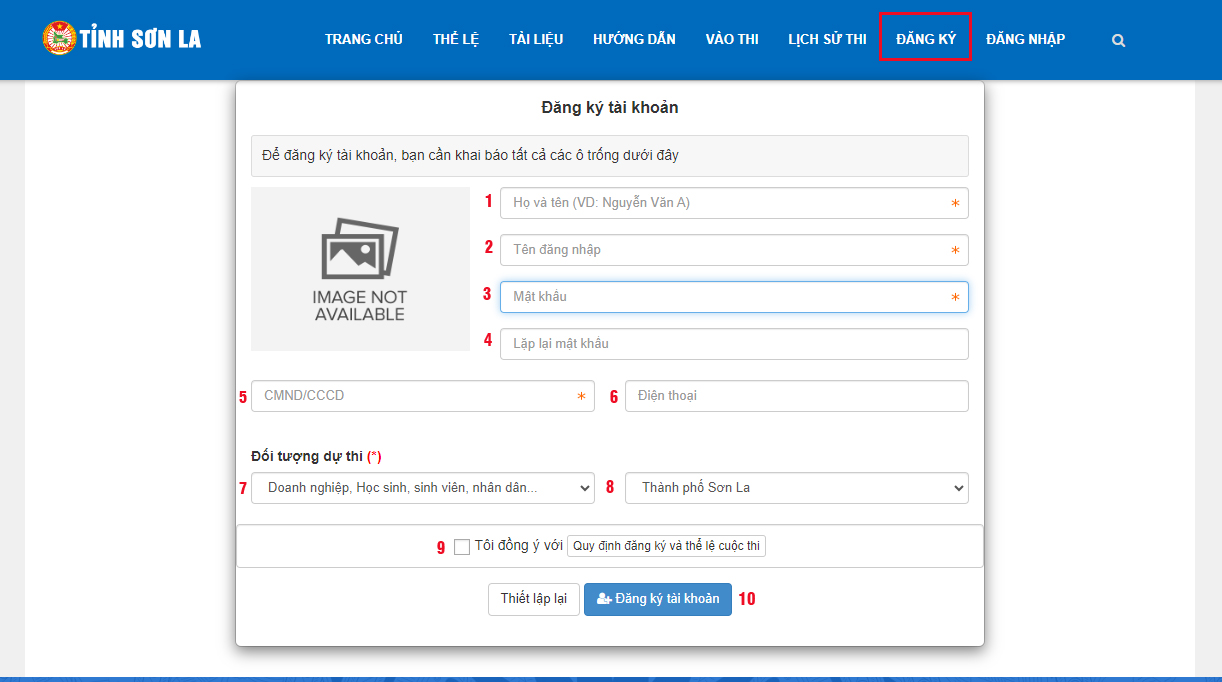 TỈNH SƠN LA TRANG CHỦ THỂ LỆ TÀI LIỆU HƯỚNG DẪN VÀO THI LỊCH SỬ THI ĐĂNG KÝ ĐĂNG NHẬP
Đăng ký tài khoản
Để đăng ký tài khoản, bạn cần khai báo tất cả các ô trống dưới đây
IMAGE NOT
AVAILABLE
1 Họ và tên (VD: Nguyễn Văn A) *
2 Tên đăng nhập *
3 Mật khẩu *
4 Lặp lại mật khẩu
5 CMND/CCCD * 6 Điện thoại
Đối tượng dự thi (*)
7 Doanh nghiệp, Học sinh, sinh viên, nhân dân... 8 Thành phố Sơn La
9 Tôi đồng ý với Quy định đăng ký và thể lệ cuộc thi
Thiết lập lại Đăng ký tài khoản 10